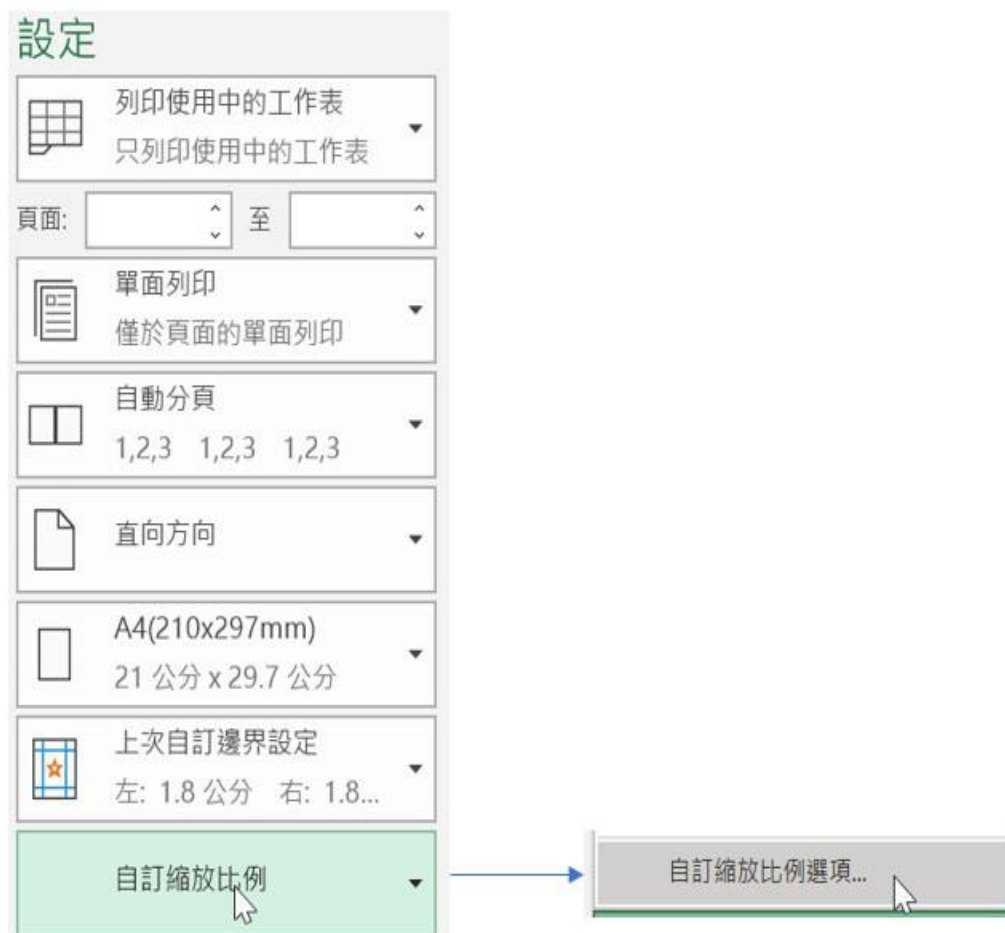 設定
列印使用中的工作表
只列印使用中的工作表
頁面: 至
單面列印
僅於頁面的單面列印
自動分頁
1,2,3 1,2,3 1,2,3
直向方向
A4(210x297mm)
21 公分 x 29.7 公分
上次自訂邊界設定
左: 1.8 公分 右: 1.8...
自訂縮放比例
自訂縮放比例選項...